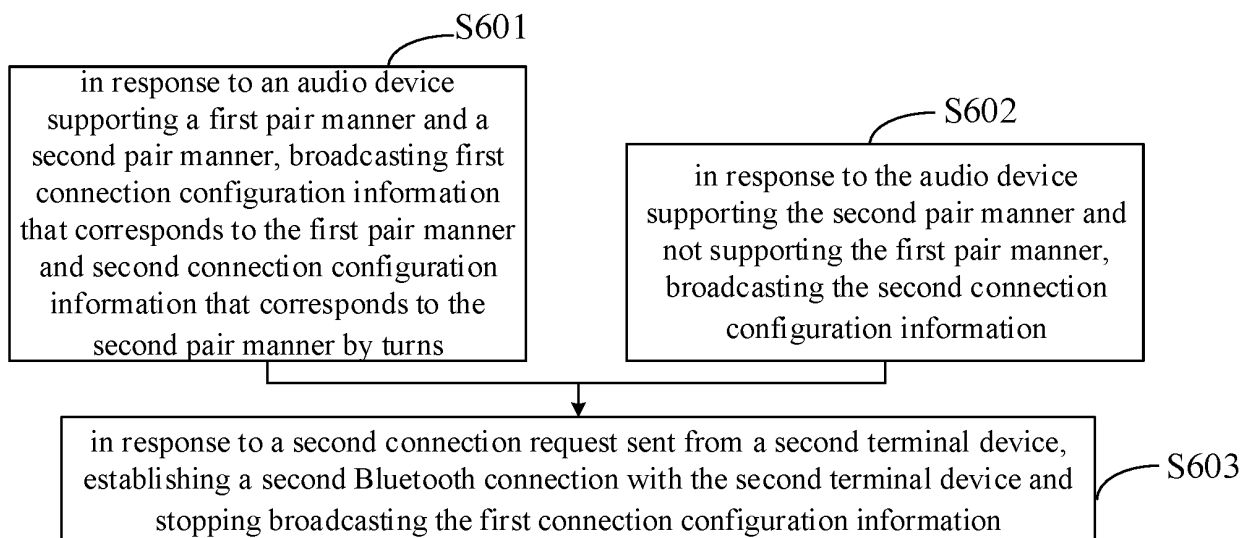 S601
in response to an audio device
supporting a first pair manner and a
second pair manner, broadcasting first
connection configuration information
that corresponds to the first pair manner
and second connection configuration
information that corresponds to the
second pair manner by turns
S602
in response to the audio device
supporting the second pair manner and
not supporting the first pair manner,
broadcasting the second connection
configuration information
in response to a second connection request sent from a second terminal device,
establishing a second Bluetooth connection with the second terminal device and
stopping broadcasting the first connection configuration information
S603